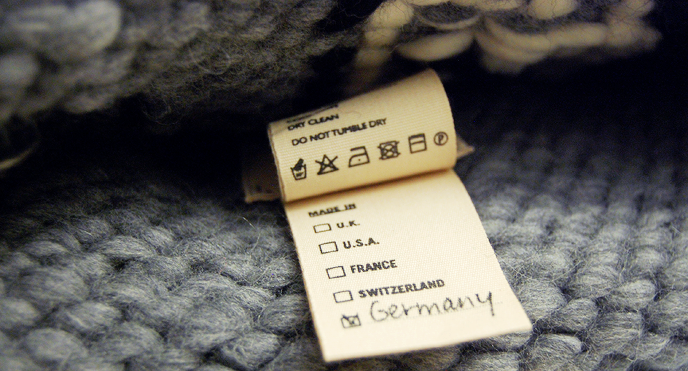 DRY CLEAN
DO NOT TUMBLE DRY
P
MADE IN
U.K.
U.S.A.
FRANCE
SWITZERLAND
Germany